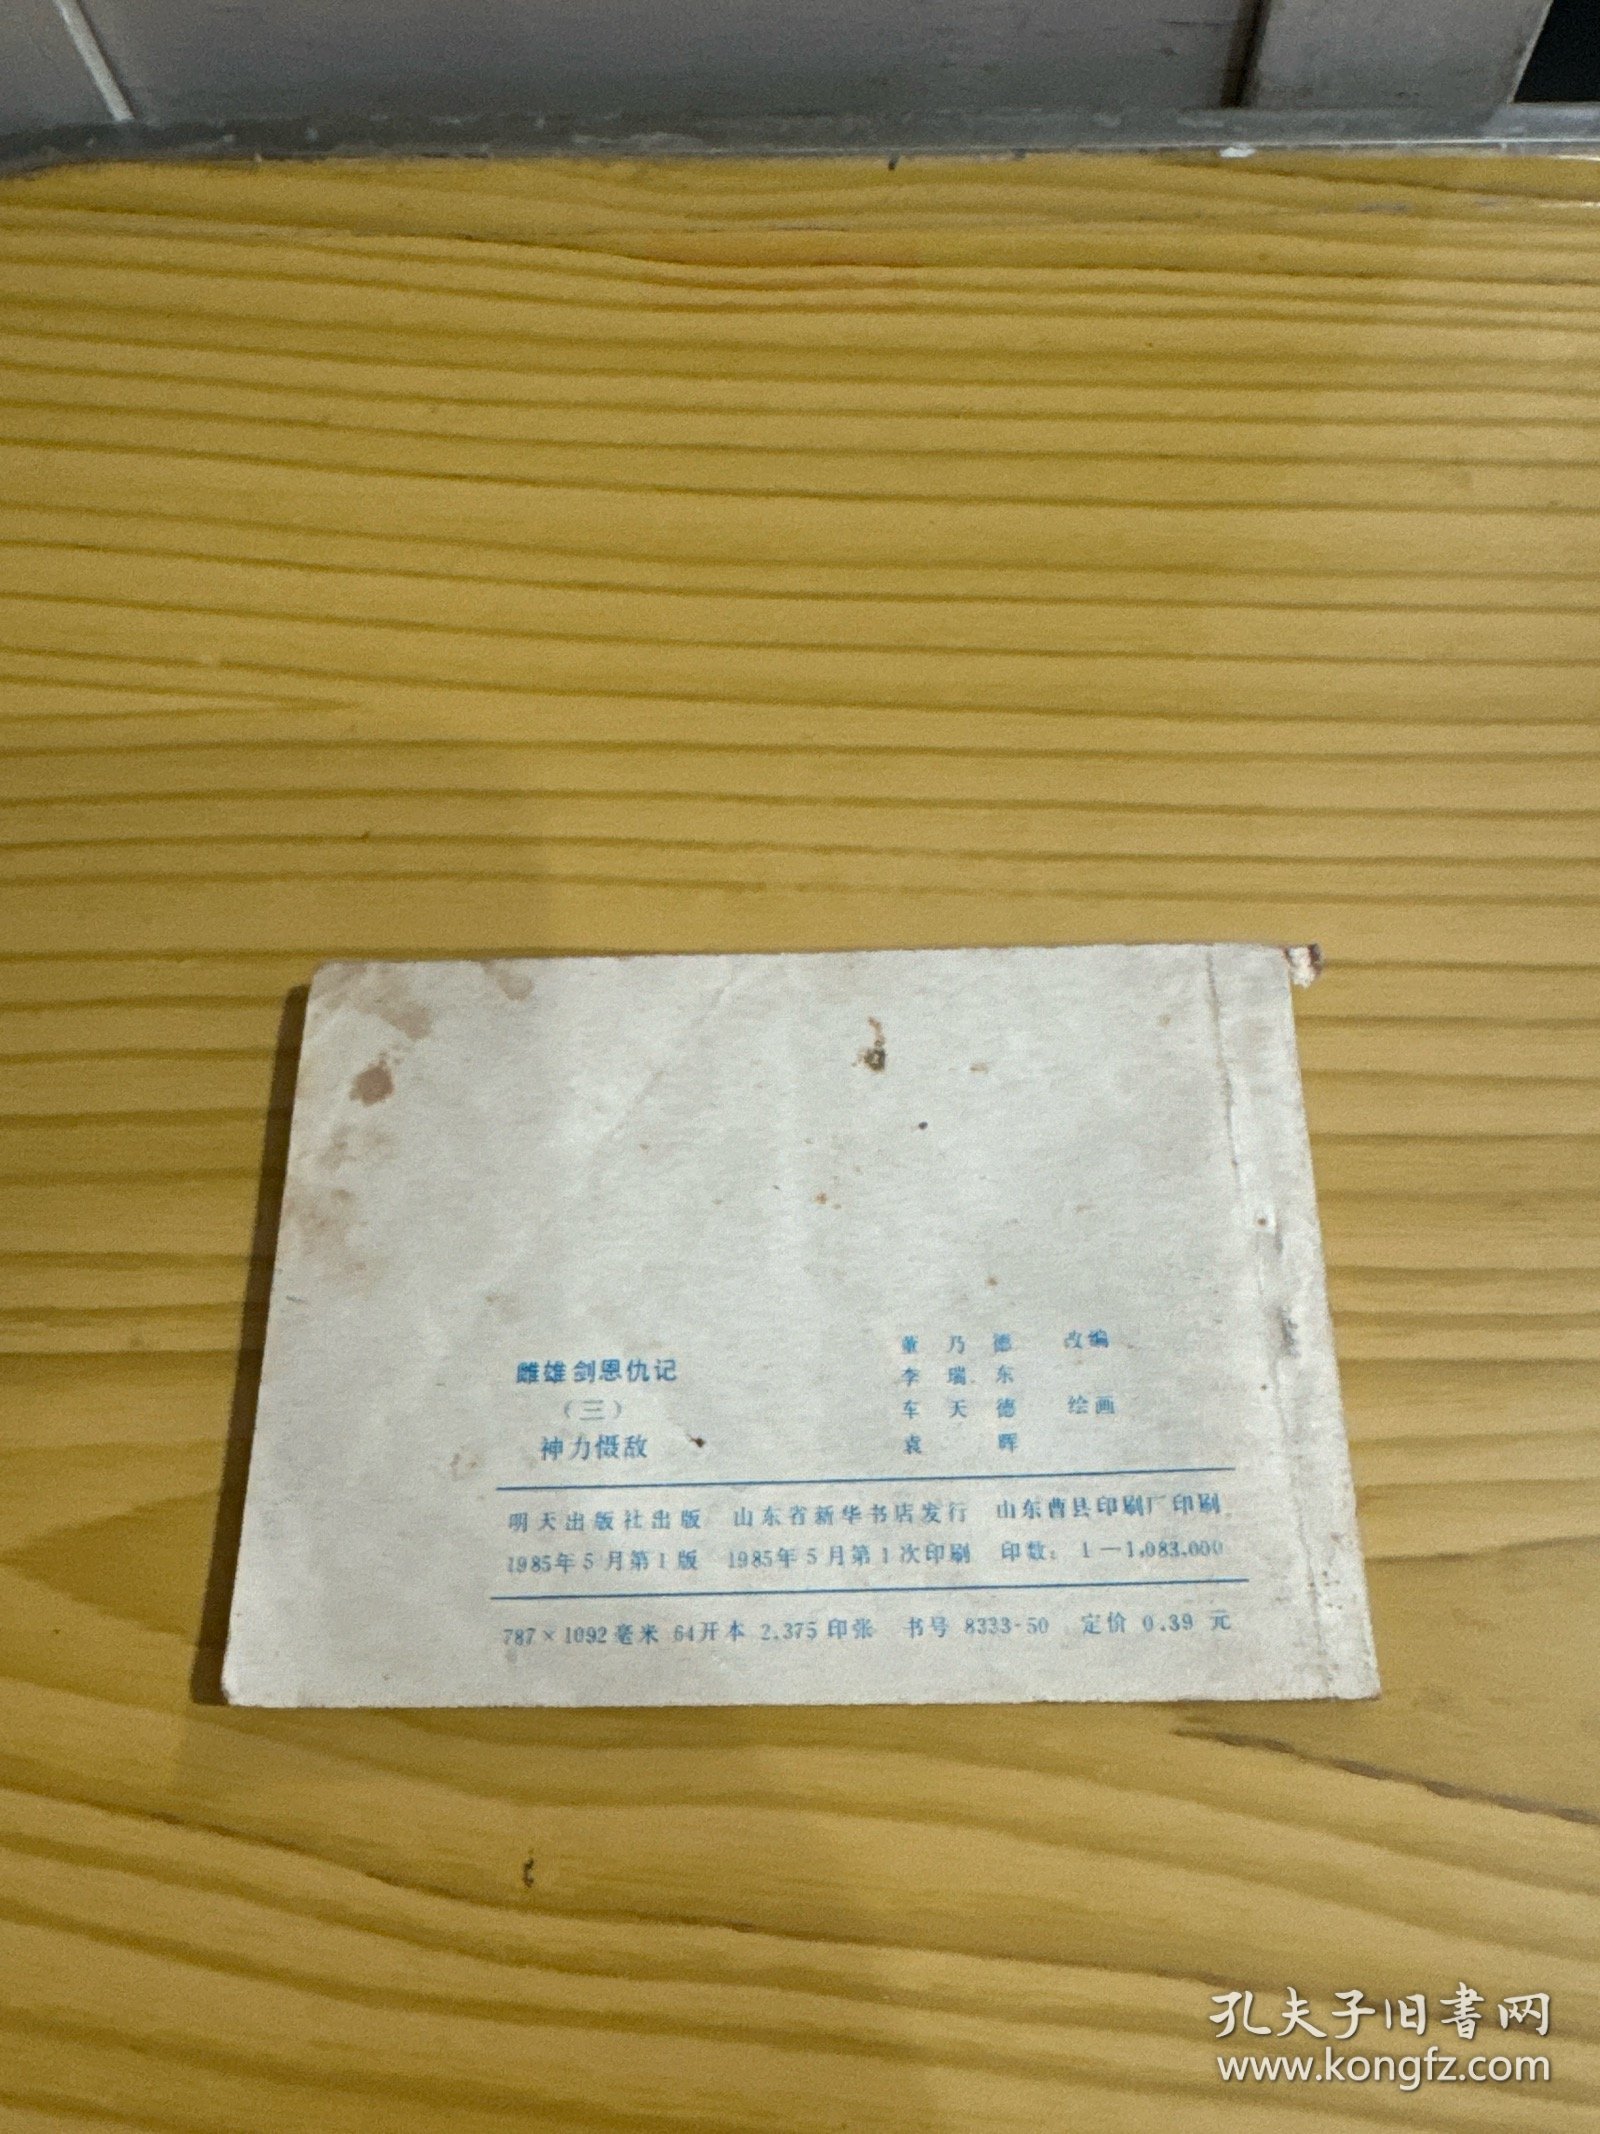 雌雄剑恩仇记
（三）
神力慑敌
董乃德 改编
李瑞东
车天德 绘画
袁晖
明天出版社出版 山东省新华书店发行 山东曹县印刷厂印刷
1985年5月第1版 1985年5月第1次印刷 印数：1—1,083,000
787×1092毫米 64开本 2.375印张 书号 8333·50 定价 0.39元
孔夫子旧书网
www.kongfz.com